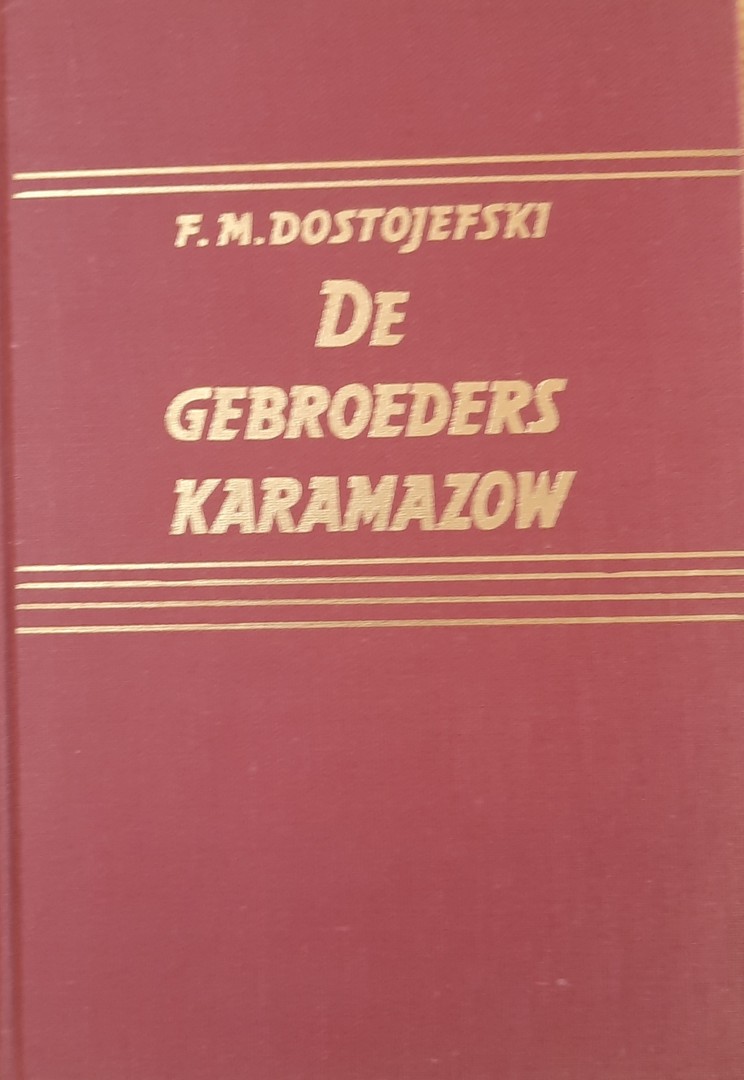 F. M. DOSTOJEFSKI
DE
GEBROEDERS
KARAMAZOW